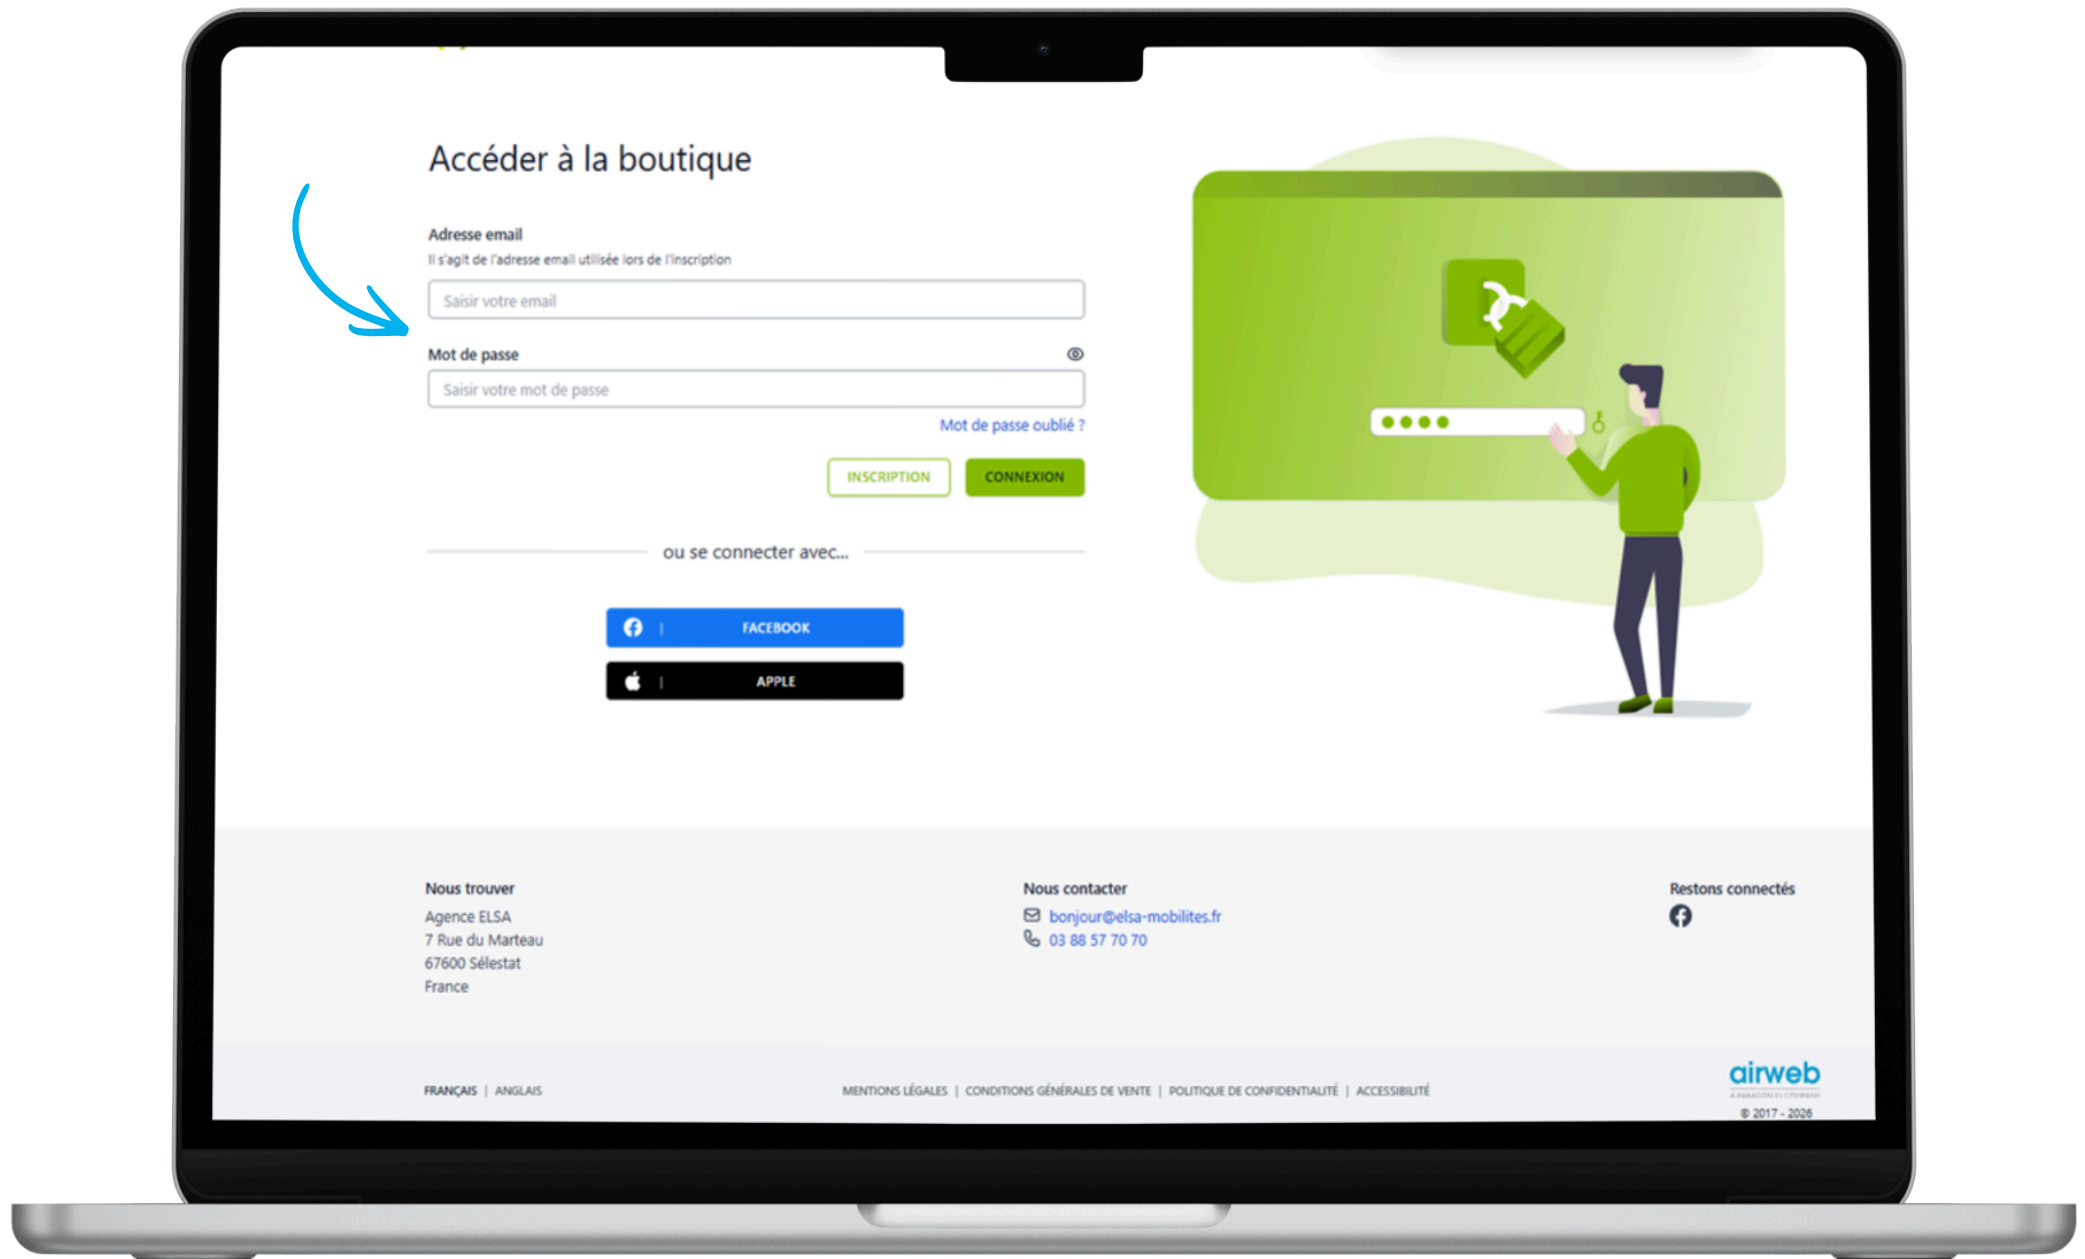 Accéder à la boutique
Adresse email
Il s'agit de l'adresse email utilisée lors de l'inscription
Saisir votre email
Mot de passe
Saisir votre mot de passe
Mot de passe oublié ?
INSCRIPTION
CONNEXION
ou se connecter avec...
| FACEBOOK
| APPLE
Nous trouver
Agence ELSA
7 Rue du Marteau
67600 Sélestat
France
Nous contacter
bonjour@elsa-mobilites.fr
03 88 57 70 70
Restons connectés
FRANÇAIS | ANGLAIS
MENTIONS LÉGALES | CONDITIONS GÉNÉRALES DE VENTE | POLITIQUE DE CONFIDENTIALITÉ | ACCESSIBILITÉ
airweb
A PARAGON ID COMPANY
© 2017 - 2026